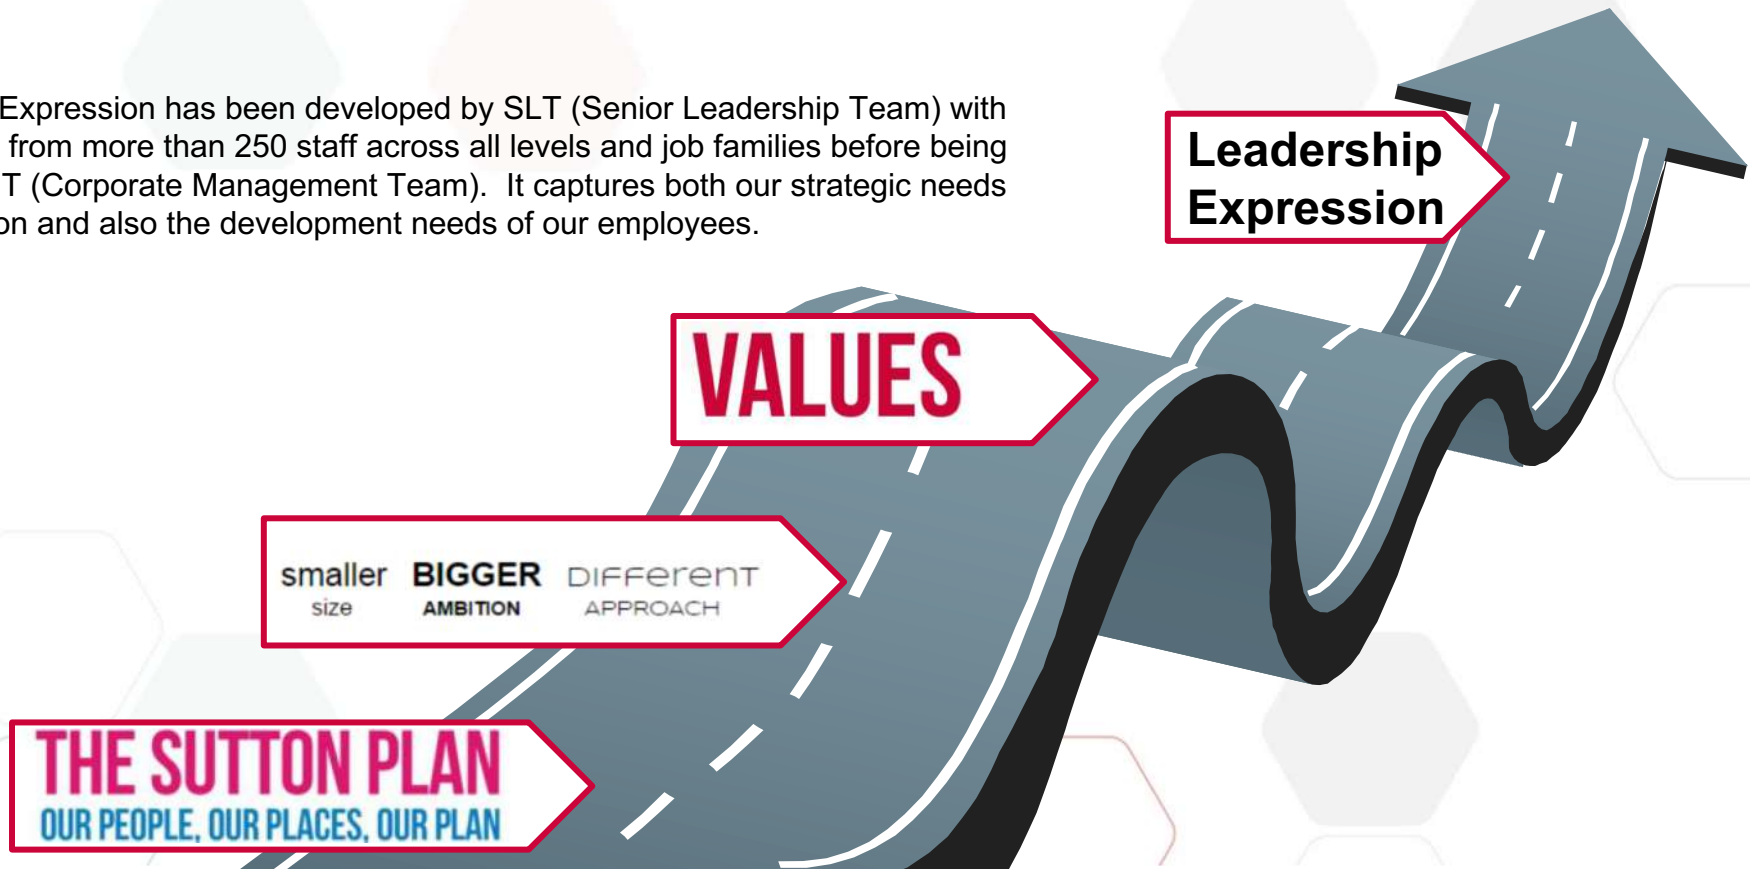 Expression has been developed by SLT (Senior Leadership Team) with
from more than 250 staff across all levels and job families before being
T (Corporate Management Team).  It captures both our strategic needs
on and also the development needs of our employees.
Leadership
Expression
VALUES
smaller BIGGER DIFFerenT
size AMBITION APPROACH
THE SUTTON PLAN
OUR PEOPLE, OUR PLACES, OUR PLAN